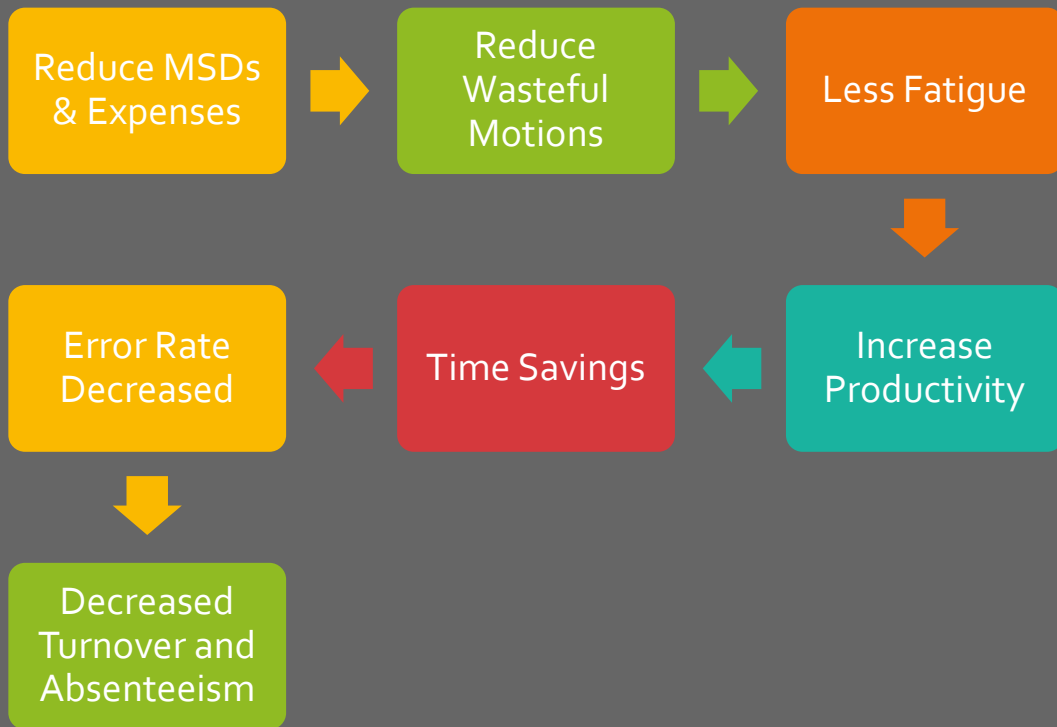 Reduce MSDs
& Expenses
Reduce
Wasteful
Motions
Less Fatigue
Increase
Productivity
Time Savings
Error Rate
Decreased
Decreased
Turnover and
Absenteeism